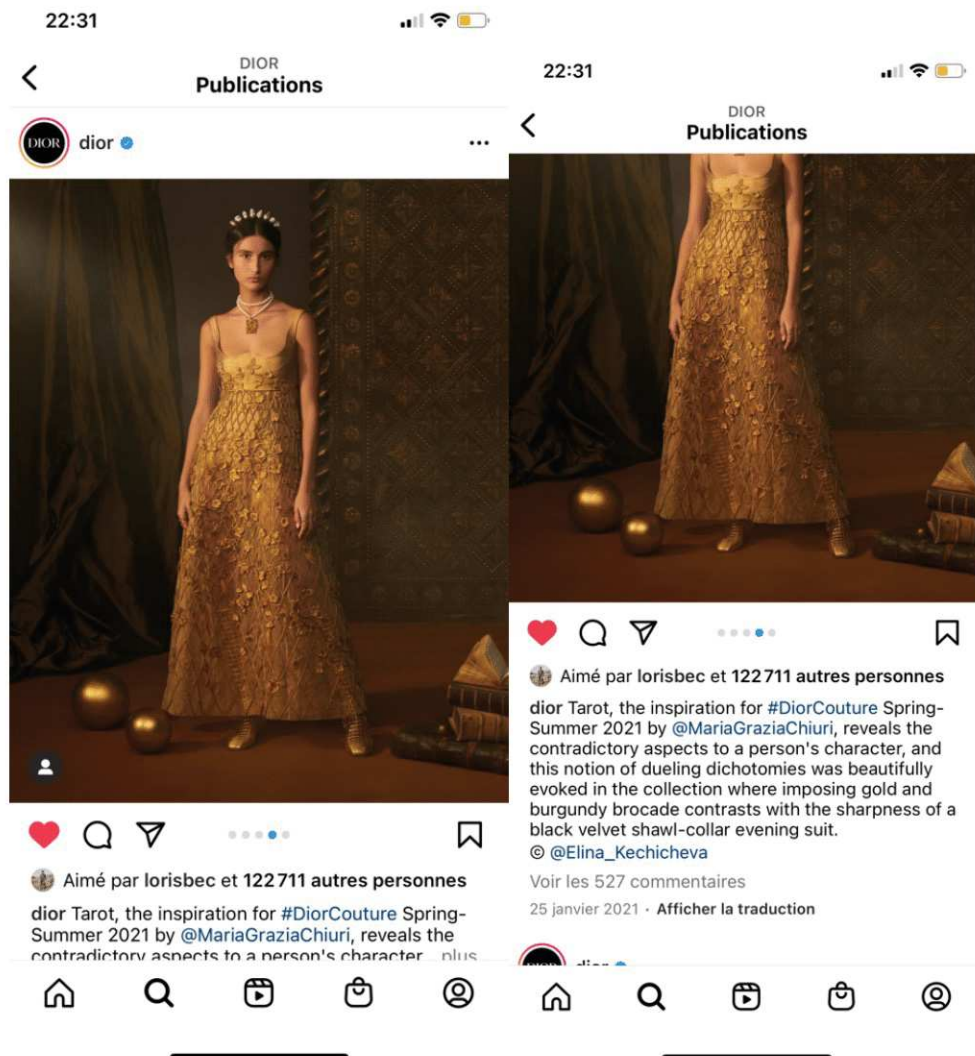 22:31
DIOR
Publications
DIOR
dior
Aimé par lorisbec et 122 711 autres personnes
dior Tarot, the inspiration for #DiorCouture Spring-
Summer 2021 by @MariaGraziaChiuri, reveals the
contradictory aspects to a person's character... plus
22:31
DIOR
Publications
Aimé par lorisbec et 122 711 autres personnes
dior Tarot, the inspiration for #DiorCouture Spring-
Summer 2021 by @MariaGraziaChiuri, reveals the
contradictory aspects to a person's character, and
this notion of dueling dichotomies was beautifully
evoked in the collection where imposing gold and
burgundy brocade contrasts with the sharpness of a
black velvet shawl-collar evening suit.
© @Elina_Kechicheva
Voir les 527 commentaires
25 janvier 2021 · Afficher la traduction
DIOR
dior